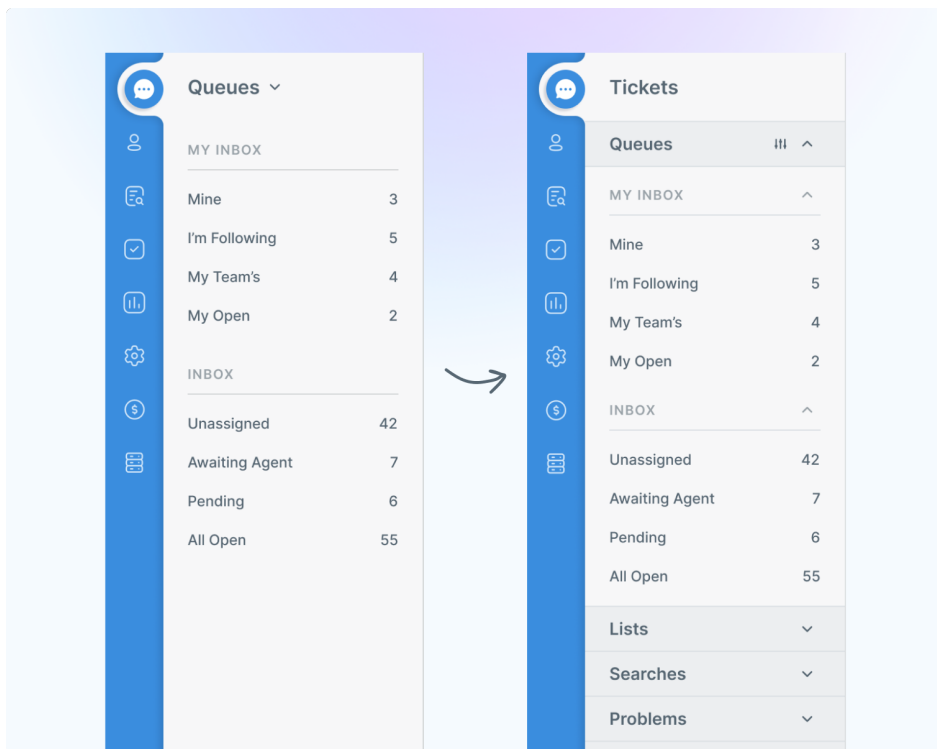 Queues
MY INBOX
Mine 3
I'm Following 5
My Team's 4
My Open 2
INBOX
Unassigned 42
Awaiting Agent 7
Pending 6
All Open 55
Tickets
Queues
MY INBOX
Mine 3
I'm Following 5
My Team's 4
My Open 2
INBOX
Unassigned 42
Awaiting Agent 7
Pending 6
All Open 55
Lists
Searches
Problems